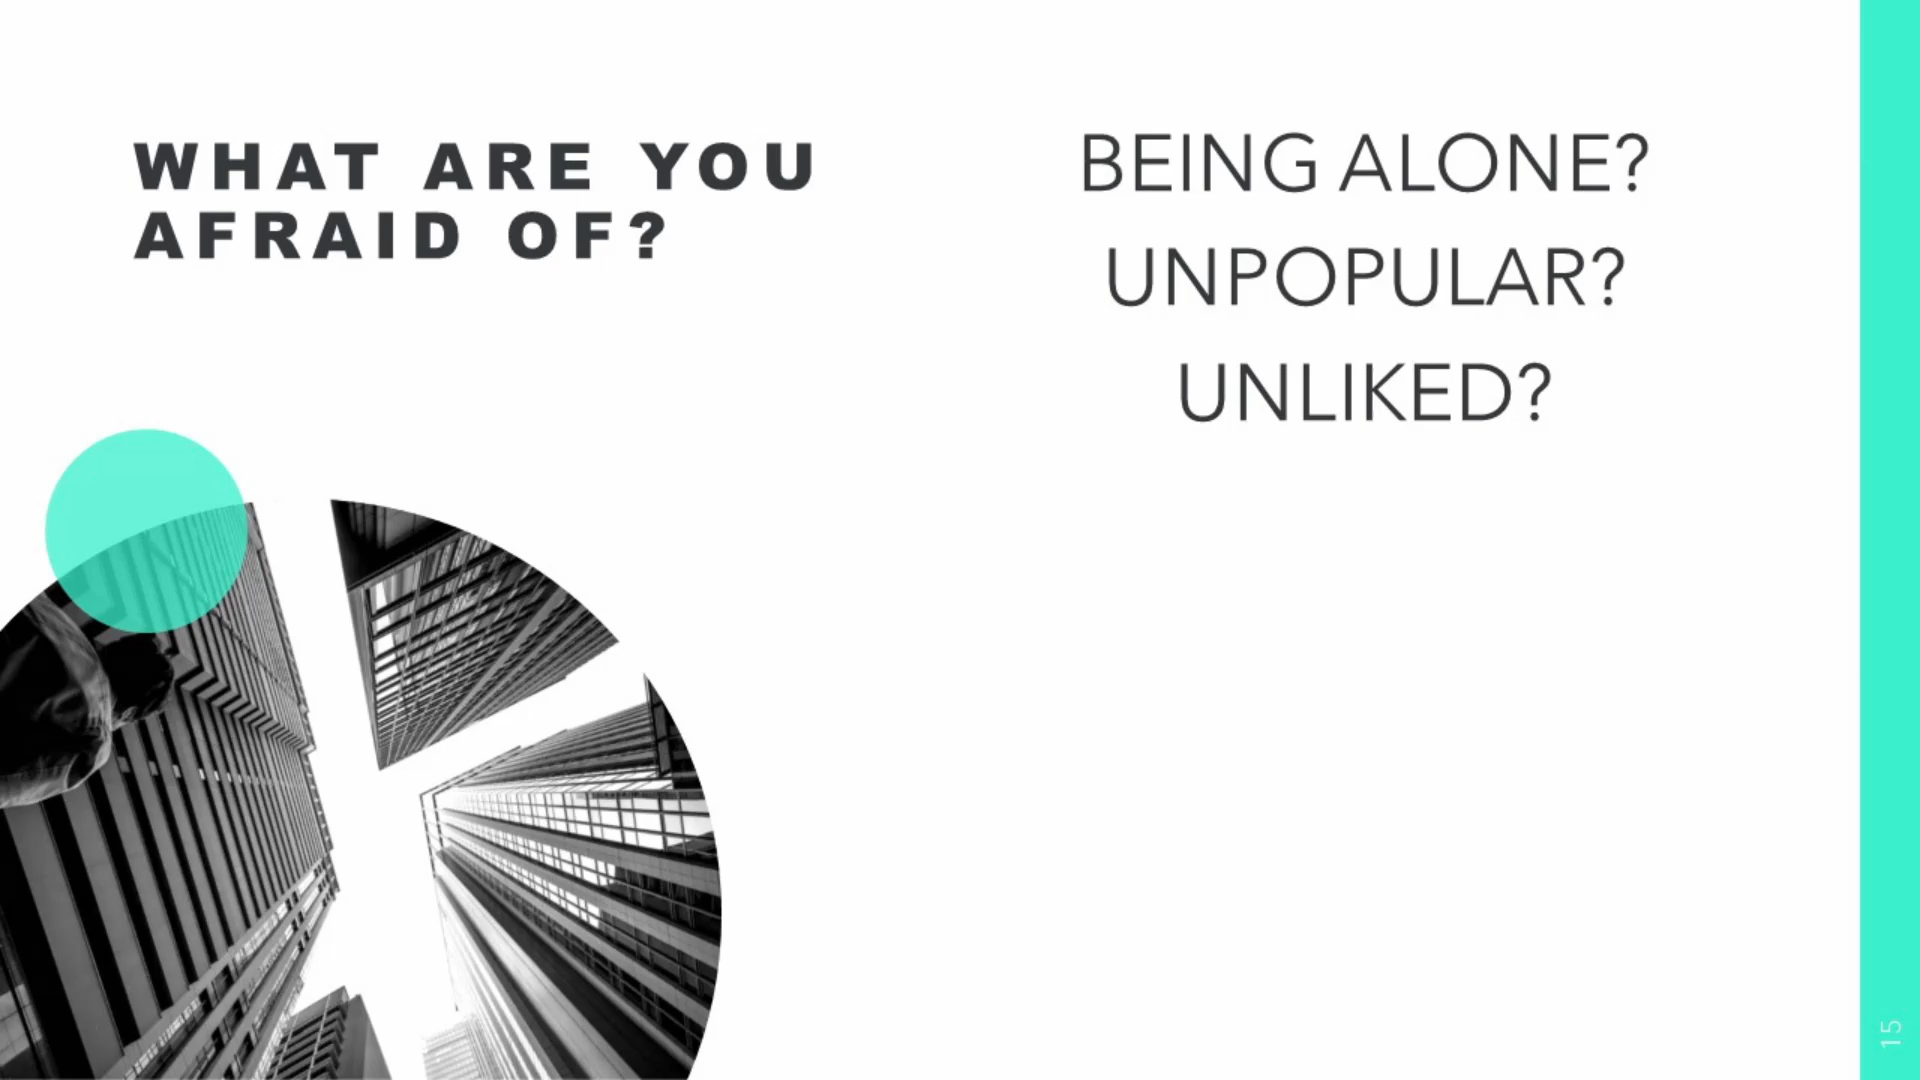 WHAT ARE YOU
AFRAID OF?
BEING ALONE?
UNPOPULAR?
UNLIKED?
15